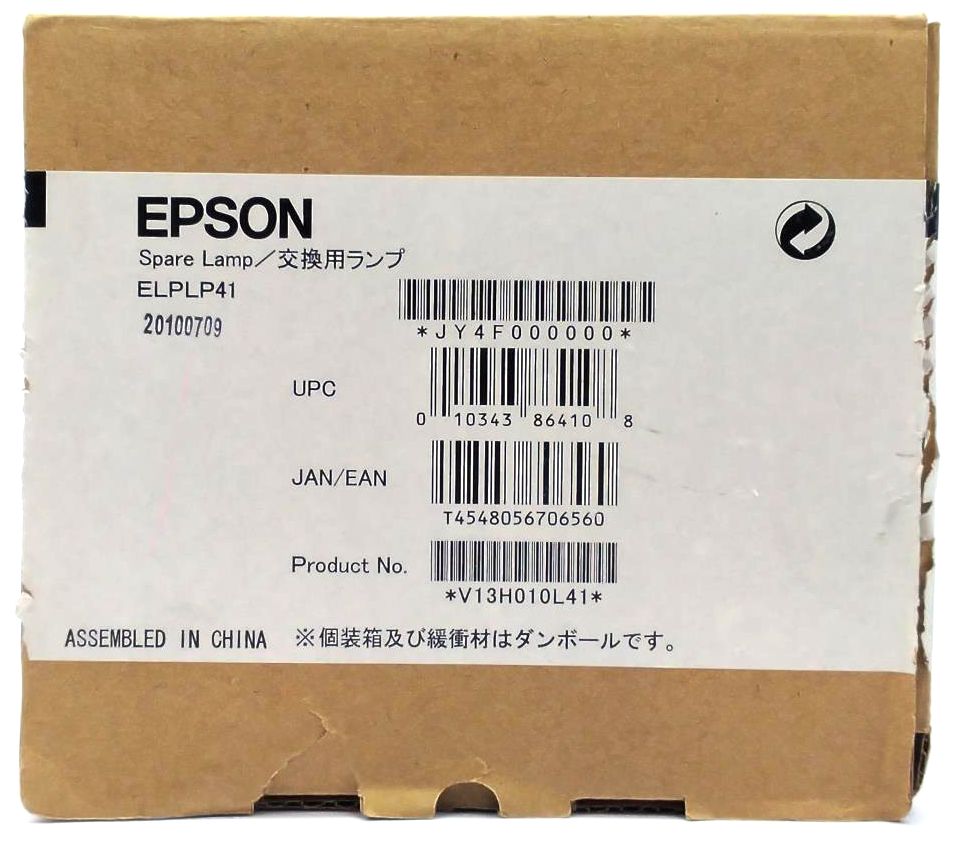 EPSON
Spare Lamp／交換用ランプ
ELPLP41
20100709
*JY4F000000*
UPC
0 10343 86410 8
JAN/EAN
T4548056706560
Product No.
*V13H010L41*
ASSEMBLED IN CHINA ※個装箱及び緩衝材はダンボールです。